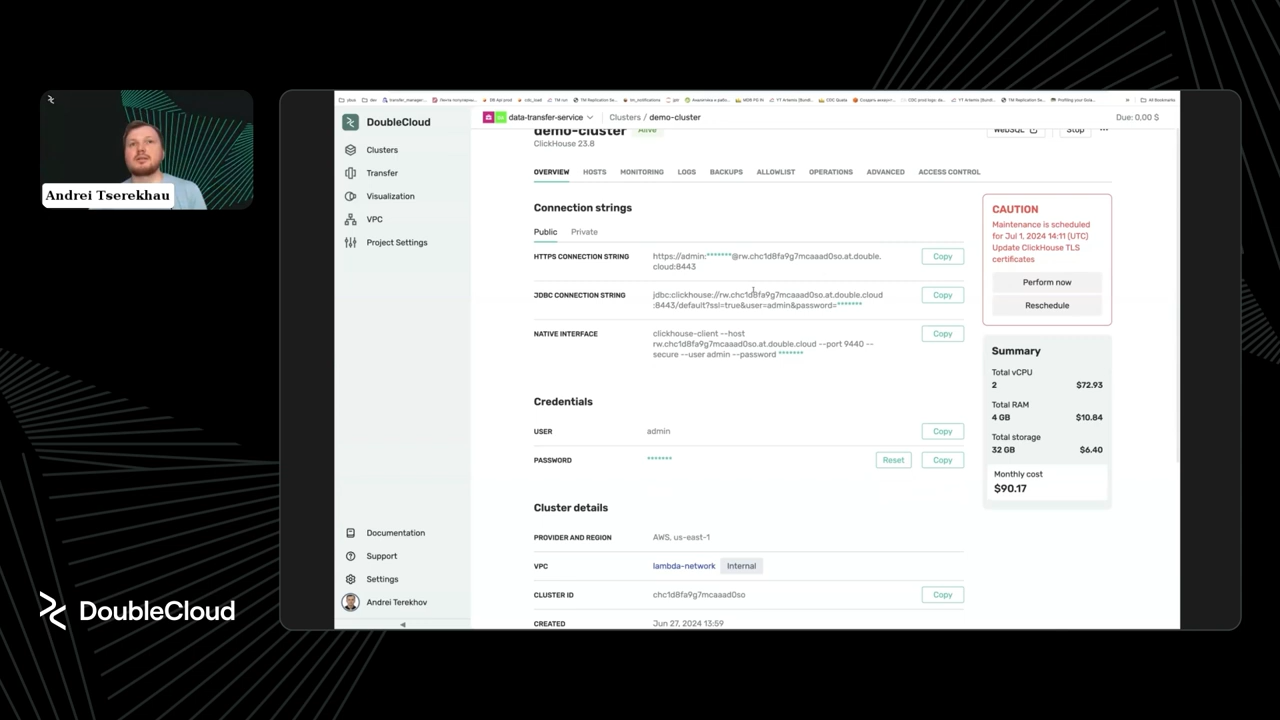 Andrei Tserekhau
DoubleCloud
DoubleCloud
Clusters
Transfer
Visualization
VPC
Project Settings
Documentation
Support
Settings
Andrei Terekhov
All Bookmarks
data-transfer-service
Clusters / demo-cluster
Due: 0,00 $
demo-cluster
Alive
ClickHouse 23.8
WebSQL
Stop
OVERVIEW HOSTS MONITORING LOGS BACKUPS ALLOWLIST OPERATIONS ADVANCED ACCESS CONTROL
Connection strings
Public Private
HTTPS CONNECTION STRING
https://admin:*******@rw.chc1d8fa9g7mcaaad0so.at.double.
cloud:8443
Copy
JDBC CONNECTION STRING
jdbc:clickhouse://rw.chc1d8fa9g7mcaaad0so.at.double.cloud
:8443/default?ssl=true&user=admin&password=*******
Copy
NATIVE INTERFACE
clickhouse-client --host
rw.chc1d8fa9g7mcaaad0so.at.double.cloud --port 9440 --
secure --user admin --password *******
Copy
Credentials
USER admin Copy
PASSWORD ******* Reset Copy
Cluster details
PROVIDER AND REGION AWS, us-east-1
VPC lambda-network Internal
CLUSTER ID chc1d8fa9g7mcaaad0so Copy
CREATED Jun 27, 2024 13:59
CAUTION
Maintenance is scheduled
for Jul 1, 2024 14:11 (UTC)
Update ClickHouse TLS
certificates
Perform now
Reschedule
Summary
Total vCPU
2 $72.93
Total RAM
4 GB $10.84
Total storage
32 GB $6.40
Monthly cost
$90.17